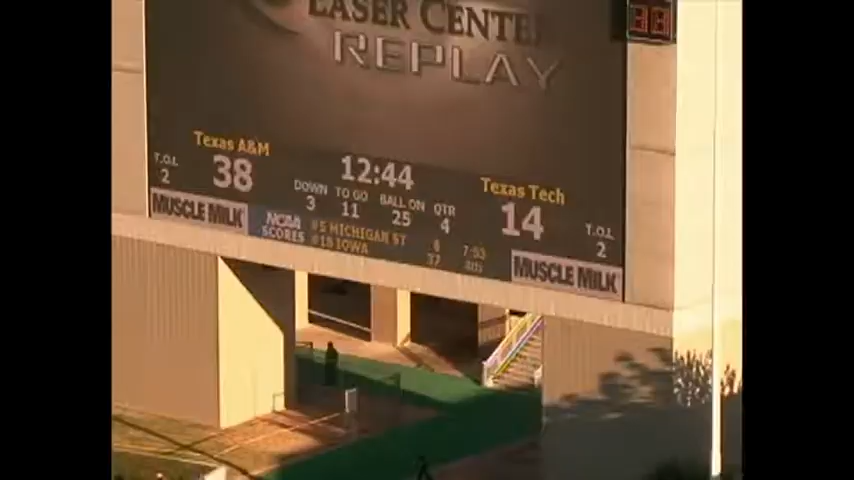 LASER CENTER
38
REPLAY
Texas A&M
Texas Tech
T.O.L
2
38
12:44
DOWN TO GO BALL ON QTR
3 11 25 4
14
T.O.L
2
MUSCLE MILK
NCAA SCORES
#5 MICHIGAN ST 6 7:53
#18 IOWA 37
MUSCLE MILK